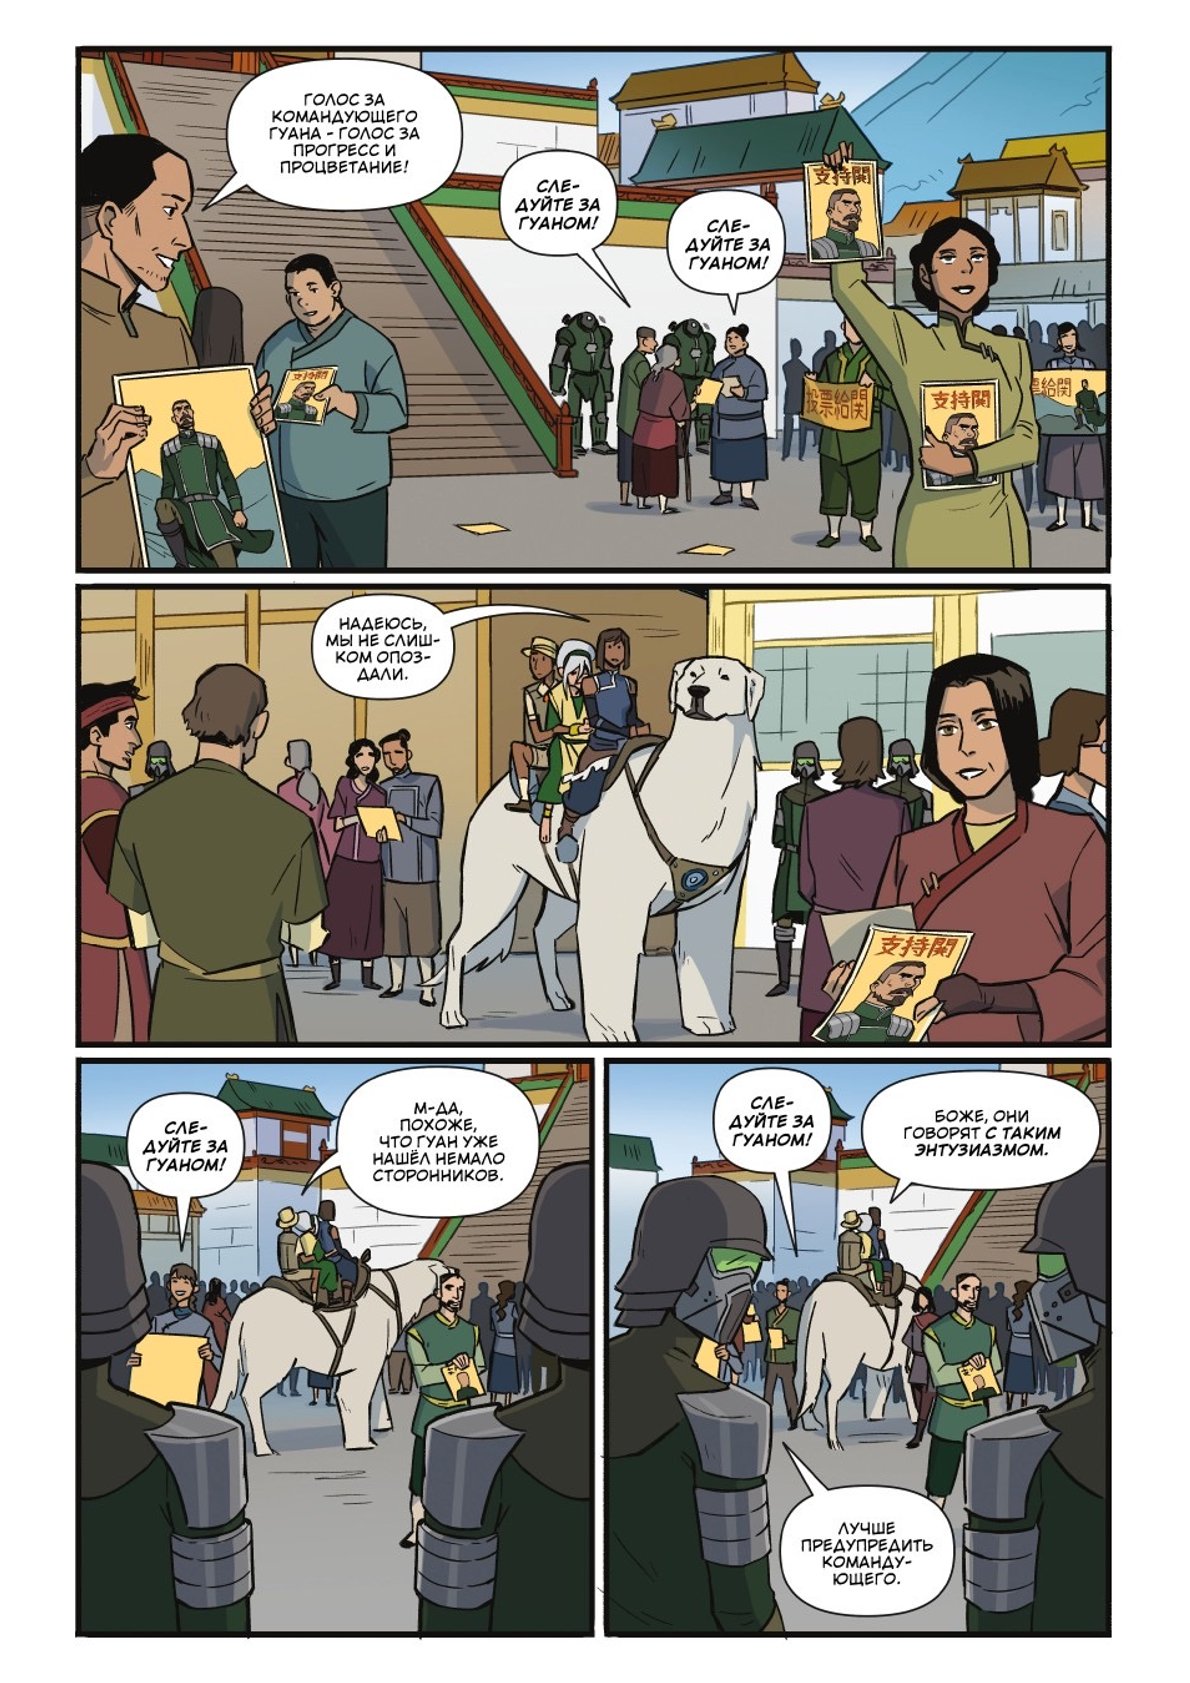 ГОЛОС ЗА
КОМАНДУЮЩЕГО
ГУАНА - ГОЛОС ЗА
ПРОГРЕСС И
ПРОЦВЕТАНИЕ!
СЛЕ-
ДУЙТЕ ЗА
ГУАНОМ!
СЛЕ-
ДУЙТЕ ЗА
ГУАНОМ!
支持関
支持関
投票給関
支持関
票給関
НАДЕЮСЬ,
МЫ НЕ СЛИШ-
КОМ ОПОЗ-
ДАЛИ.
支持関
СЛЕ-
ДУЙТЕ ЗА
ГУАНОМ!
М-ДА,
ПОХОЖЕ,
ЧТО ГУАН УЖЕ
НАШЁЛ НЕМАЛО
СТОРОННИКОВ.
СЛЕ-
ДУЙТЕ ЗА
ГУАНОМ!
БОЖЕ, ОНИ
ГОВОРЯТ С ТАКИМ
ЭНТУЗИАЗМОМ.
ЛУЧШЕ
ПРЕДУПРЕДИТЬ
КОМАНДУ-
ЮЩЕГО.